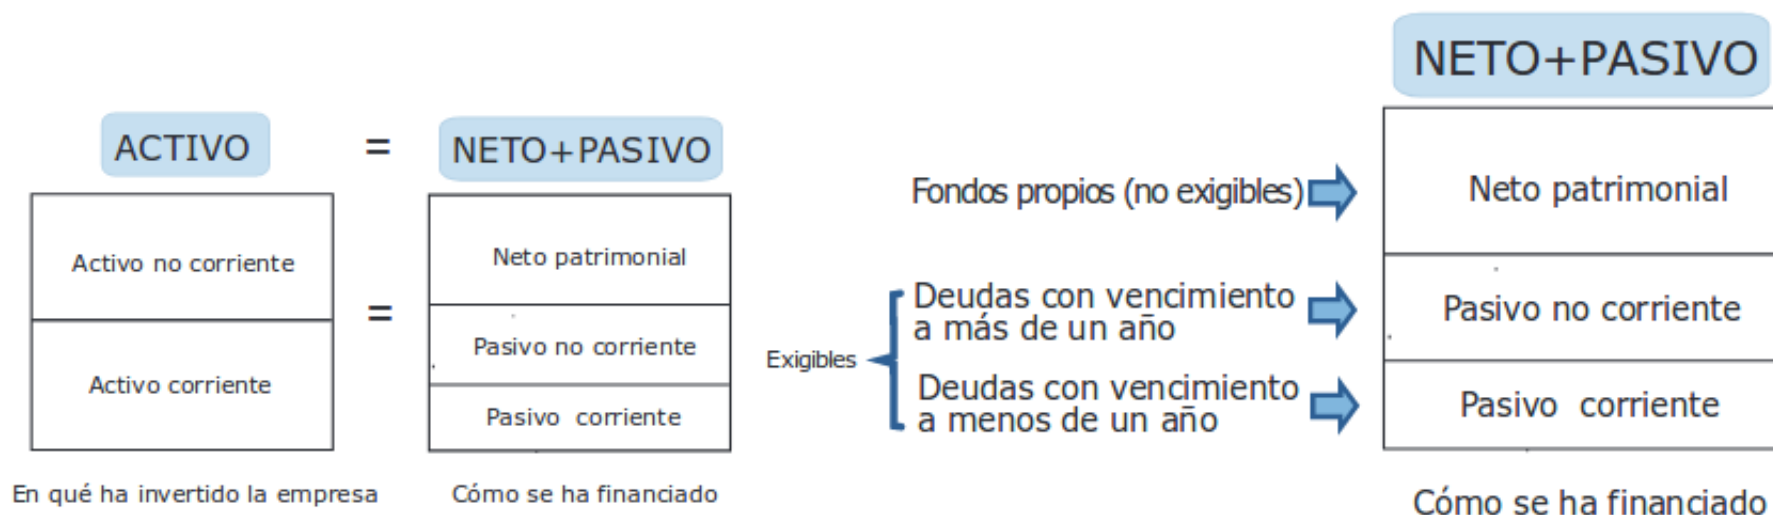 ACTIVO
=
NETO+PASIVO
Activo no corriente
Activo corriente
=
Neto patrimonial
Pasivo no corriente
Pasivo corriente
En qué ha invertido la empresa
Cómo se ha financiado
NETO+PASIVO
Fondos propios (no exigibles)
Neto patrimonial
Exigibles
Deudas con vencimiento
a más de un año
Pasivo no corriente
Deudas con vencimiento
a menos de un año
Pasivo corriente
Cómo se ha financiado